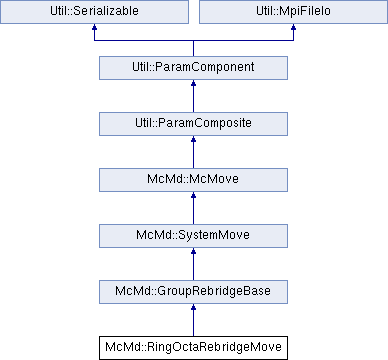 Util::Serializable
Util::MpiFileIo
Util::ParamComponent
Util::ParamComposite
McMd::McMove
McMd::SystemMove
McMd::GroupRebridgeBase
McMd::RingOctaRebridgeMove